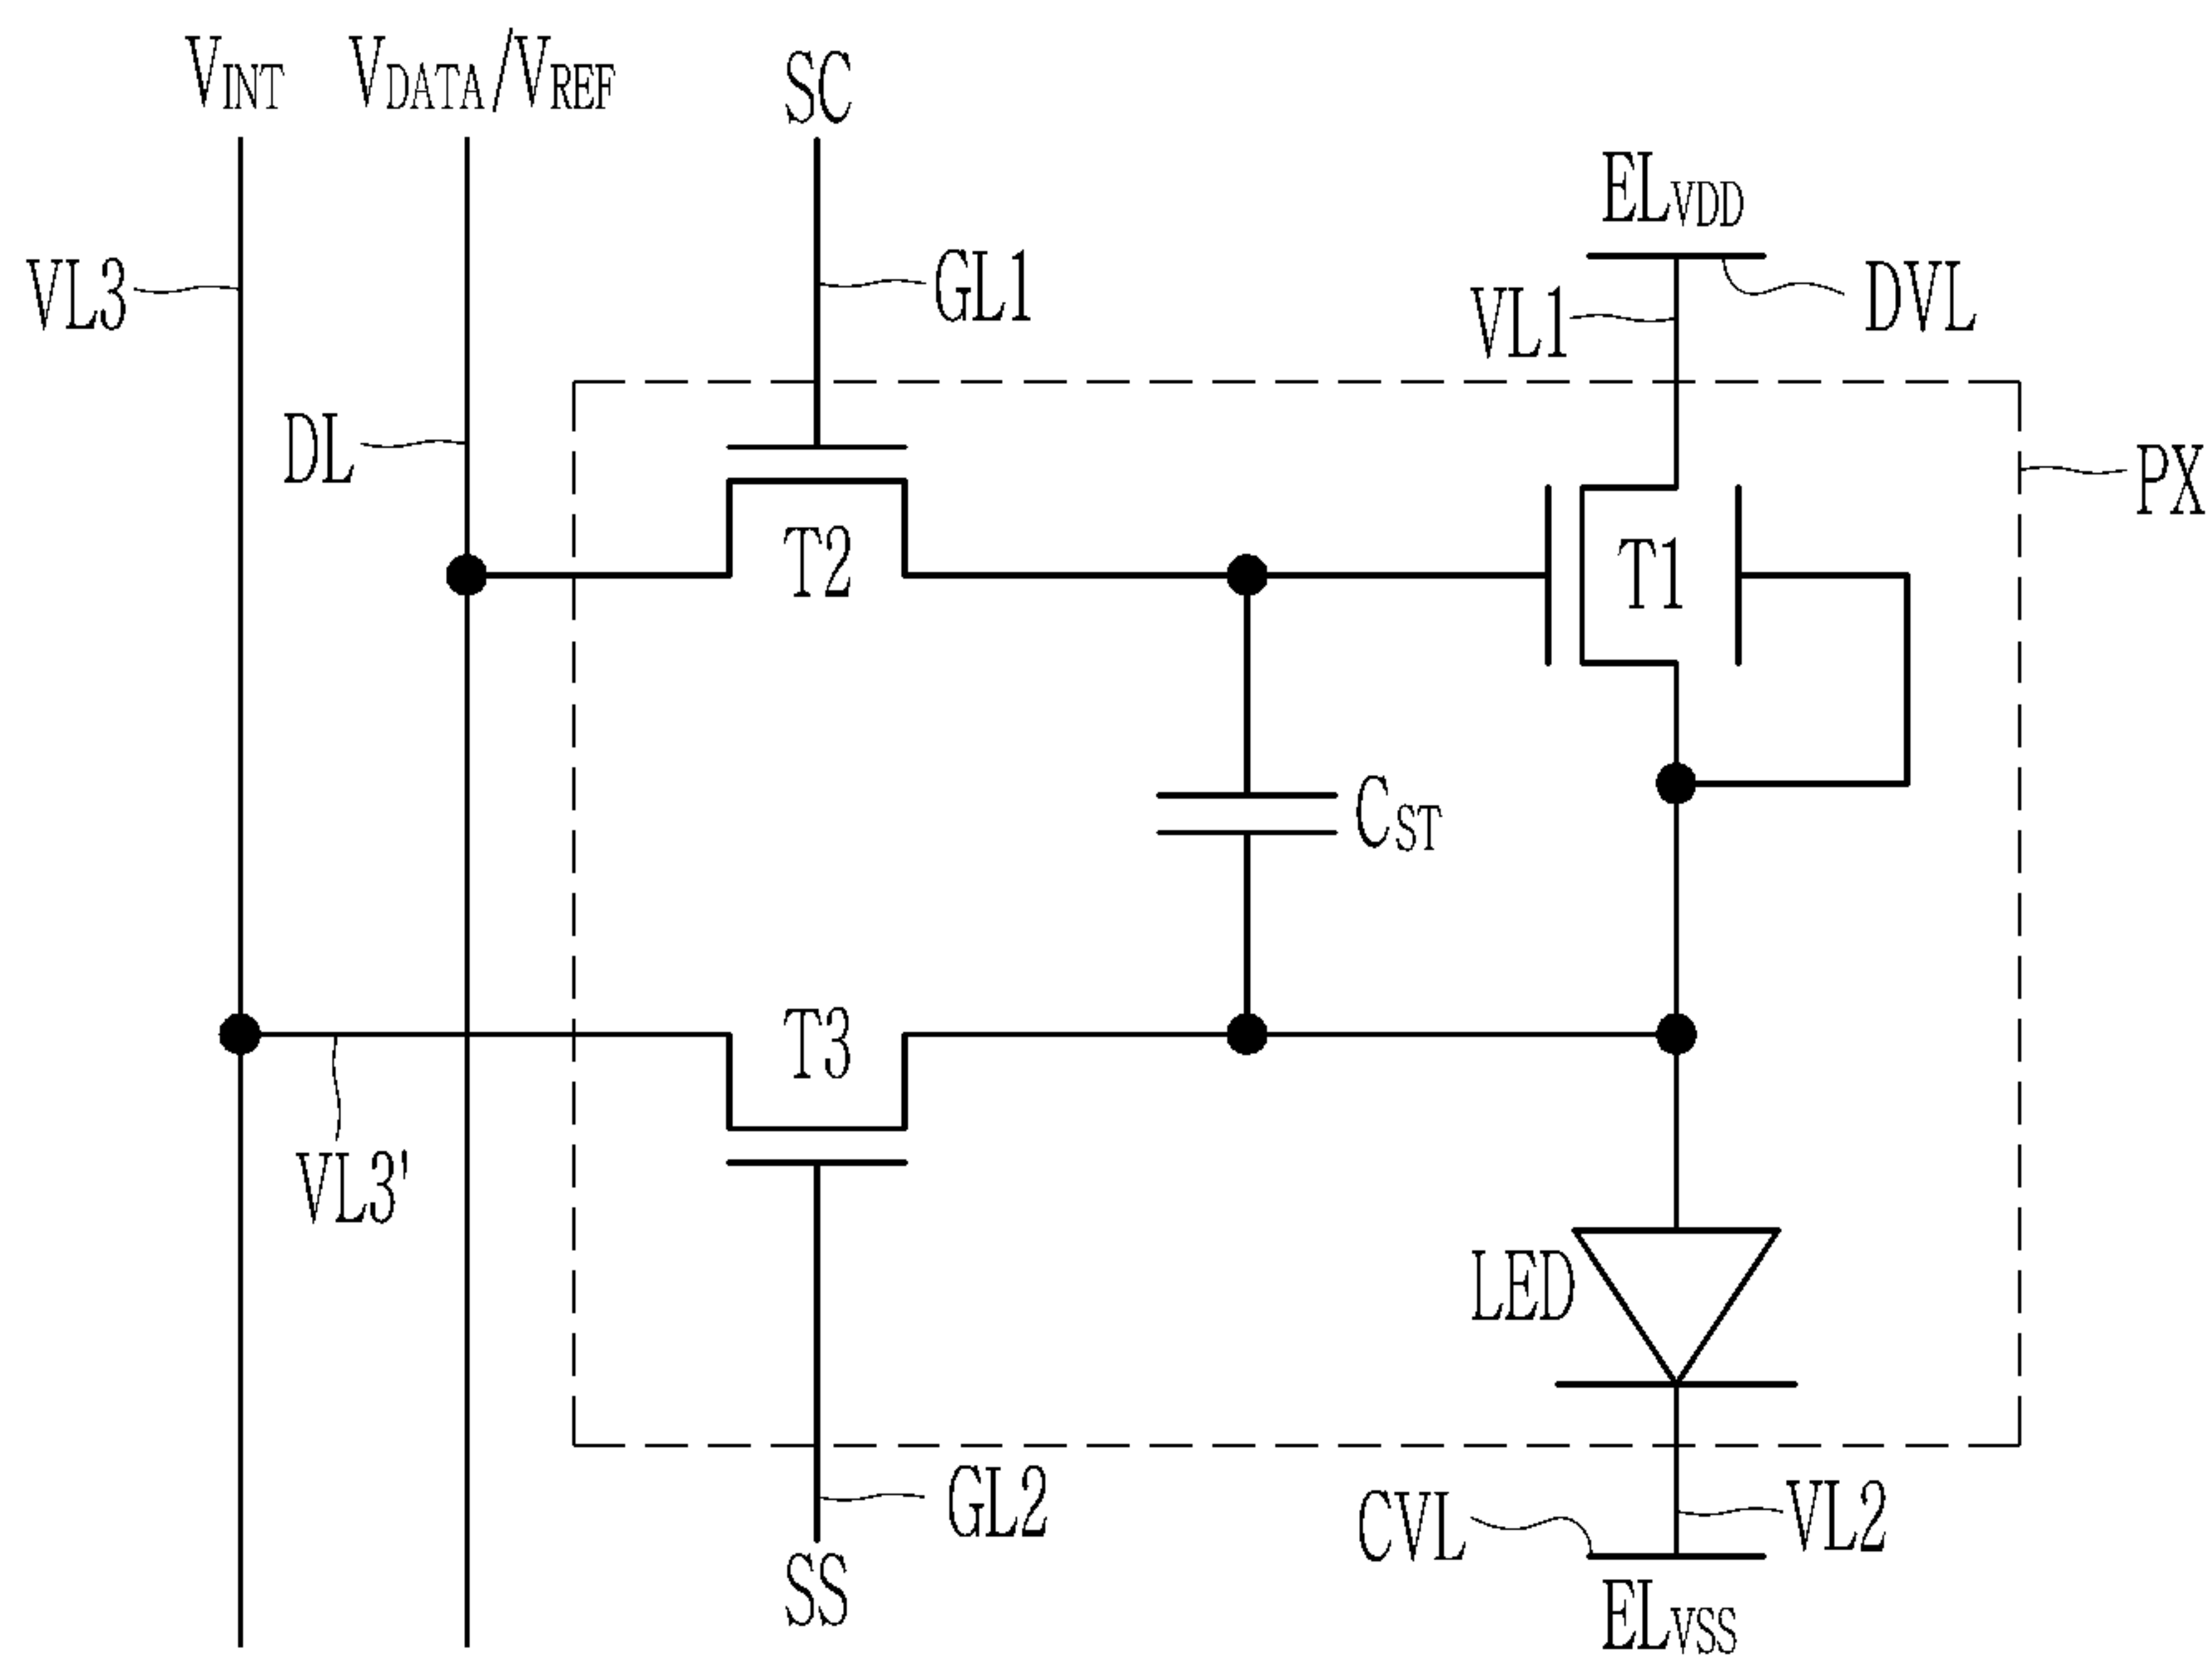 VINT
VDATA/VREF
SC
ELVDD
VL3
GL1
VL1
DVL
DL
PX
T2
T1
CST
T3
VL3'
LED
GL2
CVL
VL2
SS
ELVSS